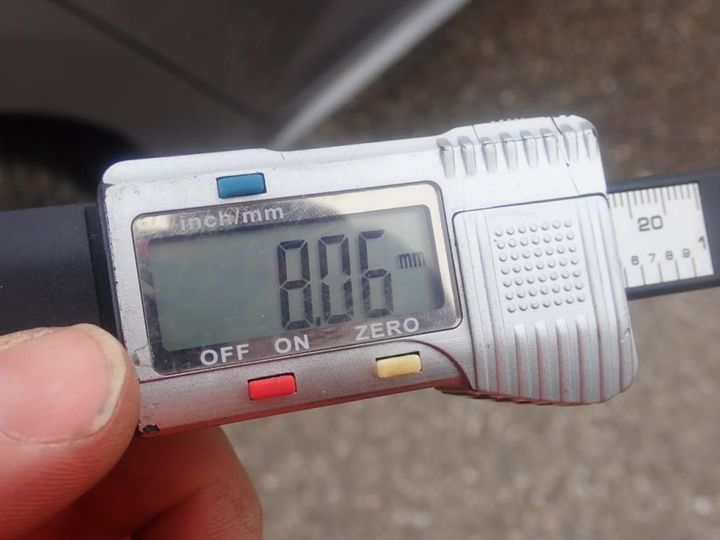 inch/mm
8.06 mm
OFF ON ZERO
20
6 7 8 9 1